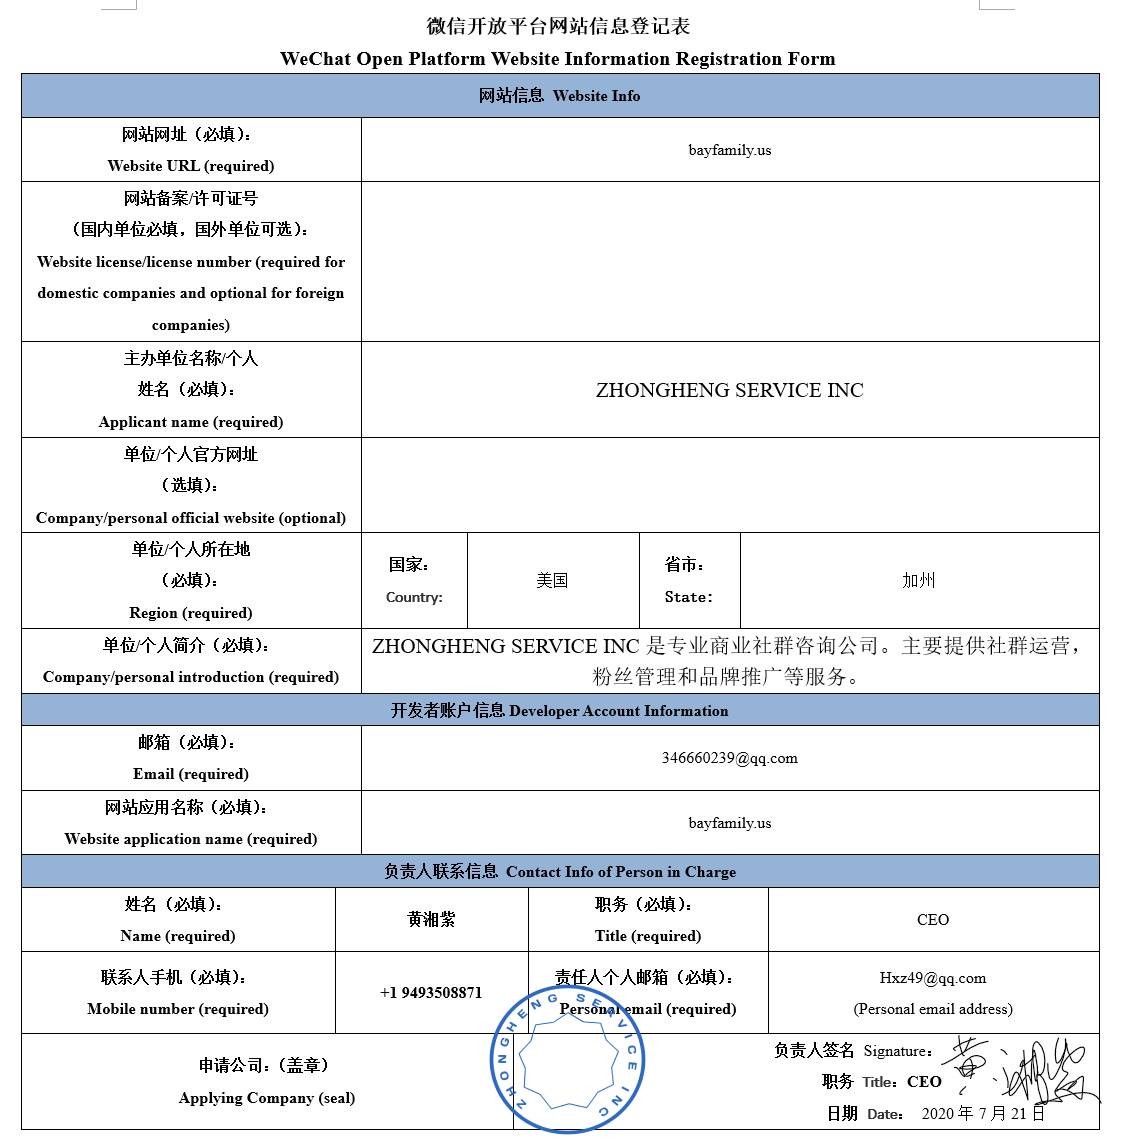 微信开放平台网站信息登记表
WeChat Open Platform Website Information Registration Form
网站信息 Website Info
网站网址（必填）：
Website URL (required)
bayfamily.us
网站备案/许可证号
（国内单位必填，国外单位可选）：
Website license/license number (required for
domestic companies and optional for foreign
companies)
主办单位名称/个人
姓名（必填）：
Applicant name (required)
ZHONGHENG SERVICE INC
单位/个人官方网址
（选填）：
Company/personal official website (optional)
单位/个人所在地
（必填）：
Region (required)
国家：
Country:
美国
省市：
State:
加州
单位/个人简介（必填）：
Company/personal introduction (required)
ZHONGHENG SERVICE INC 是专业商业社群咨询公司。主要提供社群运营，
粉丝管理和品牌推广等服务。
开发者账户信息 Developer Account Information
邮箱（必填）：
Email (required)
346660239@qq.com
网站应用名称（必填）：
Website application name (required)
bayfamily.us
负责人联系信息 Contact Info of Person in Charge
姓名（必填）：
Name (required)
黄湘紫
职务（必填）：
Title (required)
CEO
联系人手机（必填）：
Mobile number (required)
+1 9493508871
责任人个人邮箱（必填）：
Personal email (required)
Hxz49@qq.com
(Personal email address)
申请公司：（盖章）
Applying Company (seal)
ZHONGHENG SERVICE INC
负责人签名 Signature： 黄湘紫
职务 Title：CEO
日期 Date： 2020 年 7 月 21 日